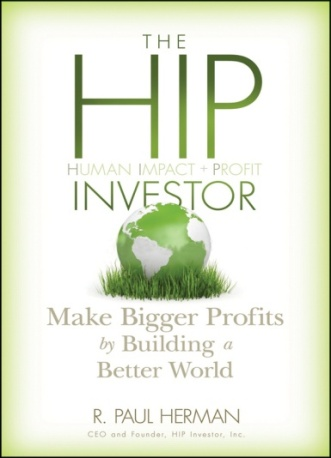 THE
HIP
HUMAN IMPACT + PROFIT
INVESTOR
Make Bigger Profits
by Building a
Better World
R. PAUL HERMAN
CEO and Founder, HIP Investor, Inc.